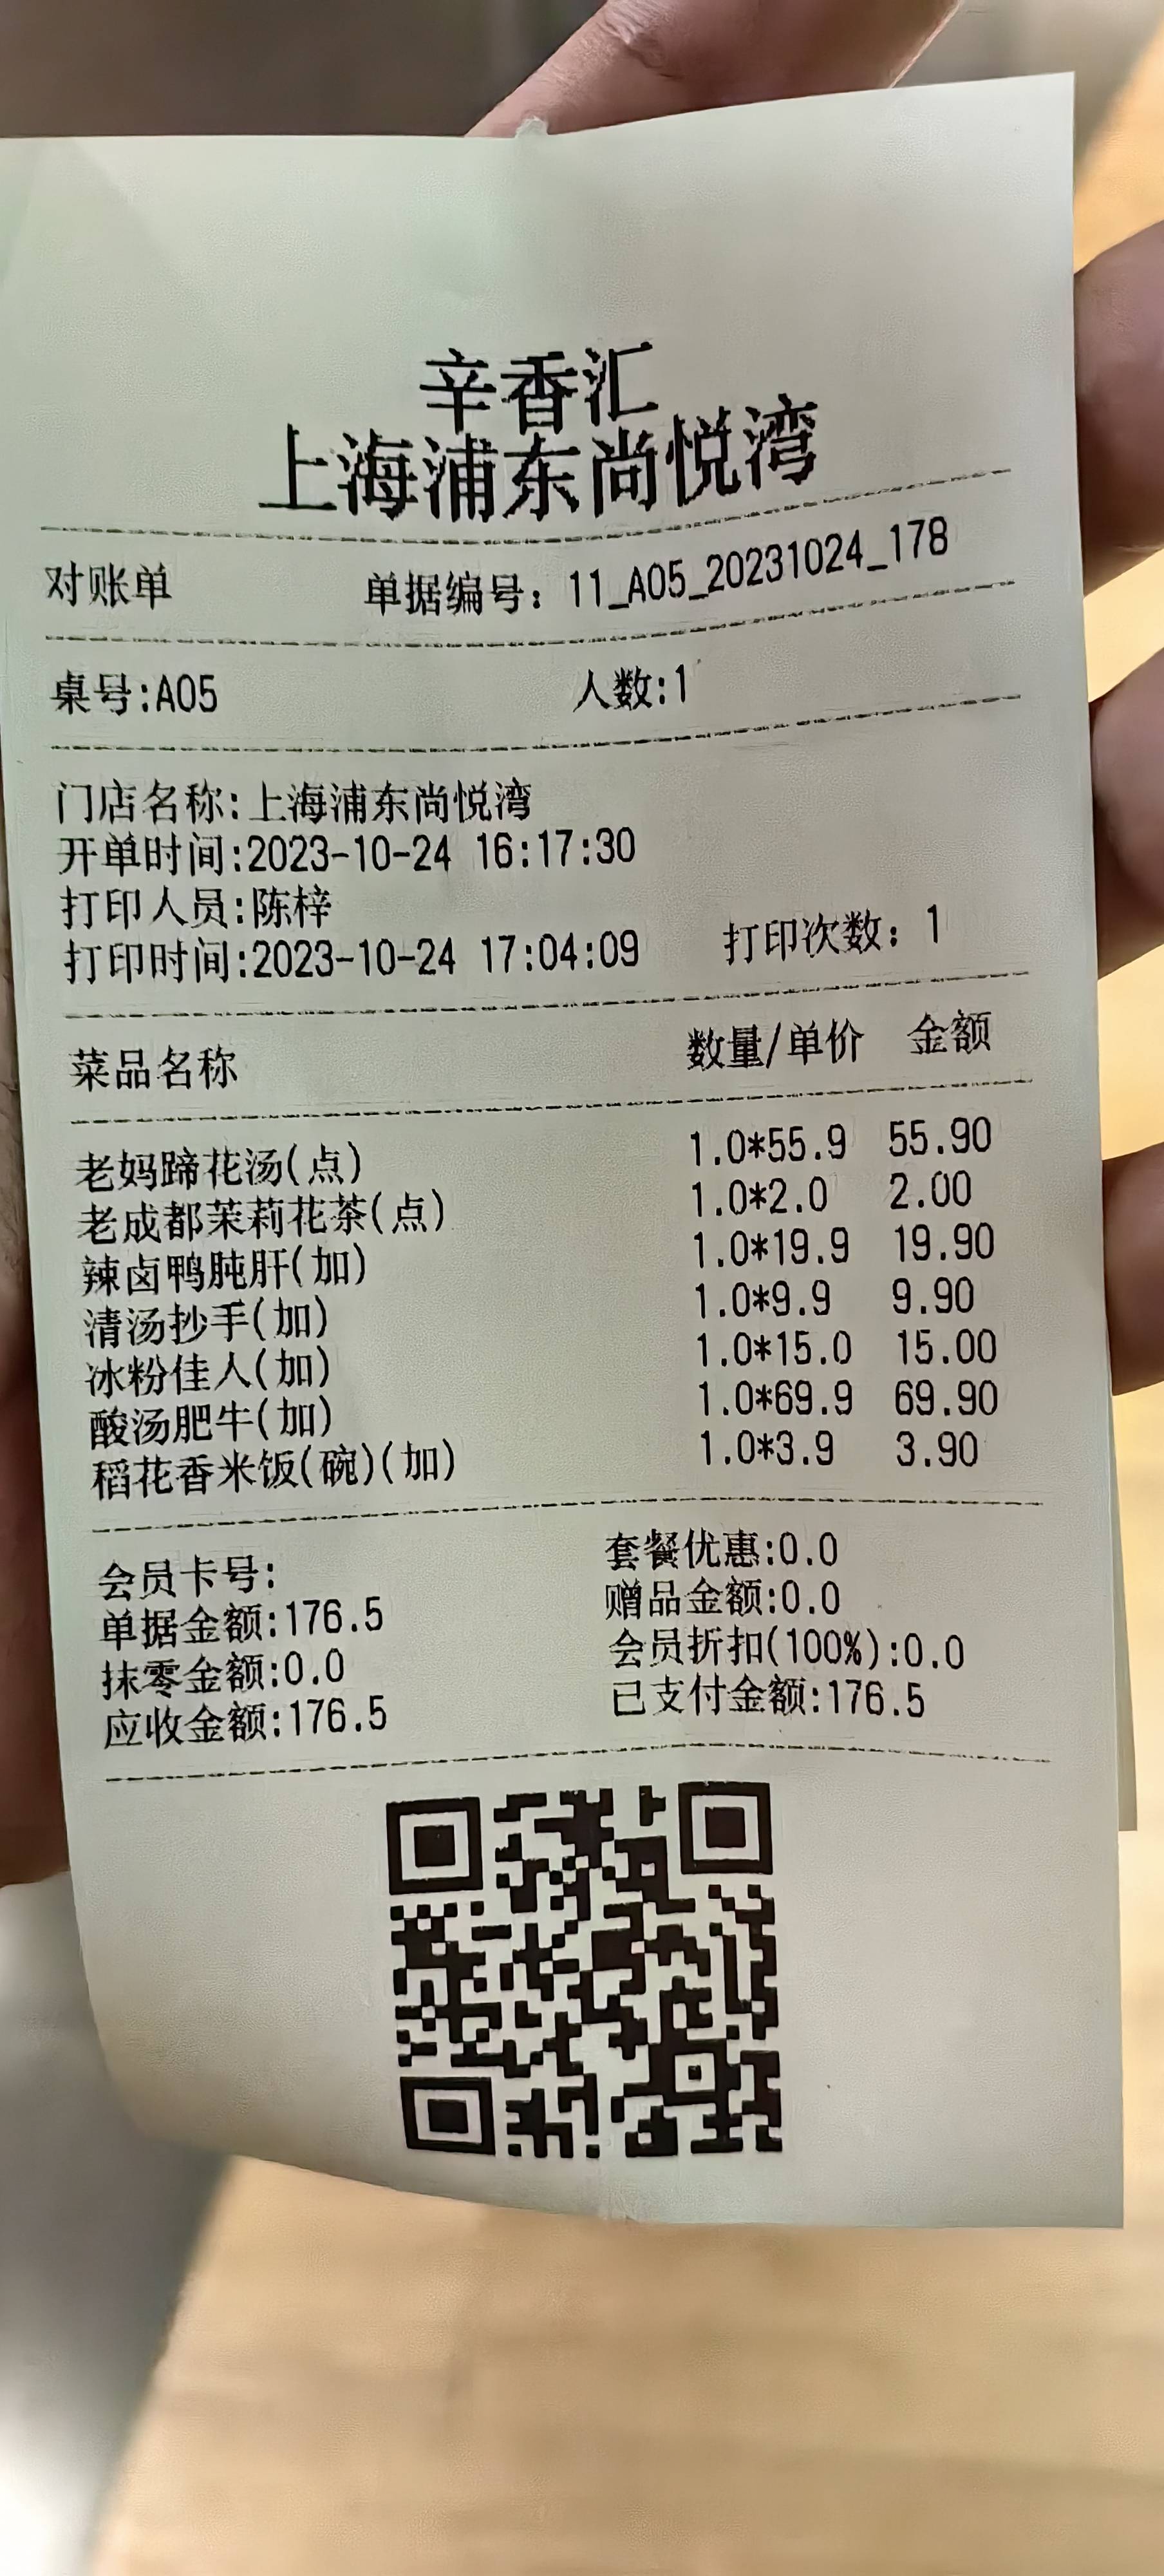 辛香汇
上海浦东尚悦湾
对账单 单据编号：11_A05_20231024_178
桌号:A05 人数:1
门店名称:上海浦东尚悦湾
开单时间:2023-10-24 16:17:30
打印人员:陈梓
打印时间:2023-10-24 17:04:09 打印次数：1
菜品名称 数量/单价 金额
老妈蹄花汤(点) 1.0*55.9 55.90
老成都茉莉花茶(点) 1.0*2.0 2.00
辣卤鸭肫肝(加) 1.0*19.9 19.90
清汤抄手(加) 1.0*9.9 9.90
冰粉佳人(加) 1.0*15.0 15.00
酸汤肥牛(加) 1.0*69.9 69.90
稻花香米饭(碗)(加) 1.0*3.9 3.90
会员卡号: 套餐优惠:0.0
单据金额:176.5 赠品金额:0.0
抹零金额:0.0 会员折扣(100%):0.0
应收金额:176.5 已支付金额:176.5